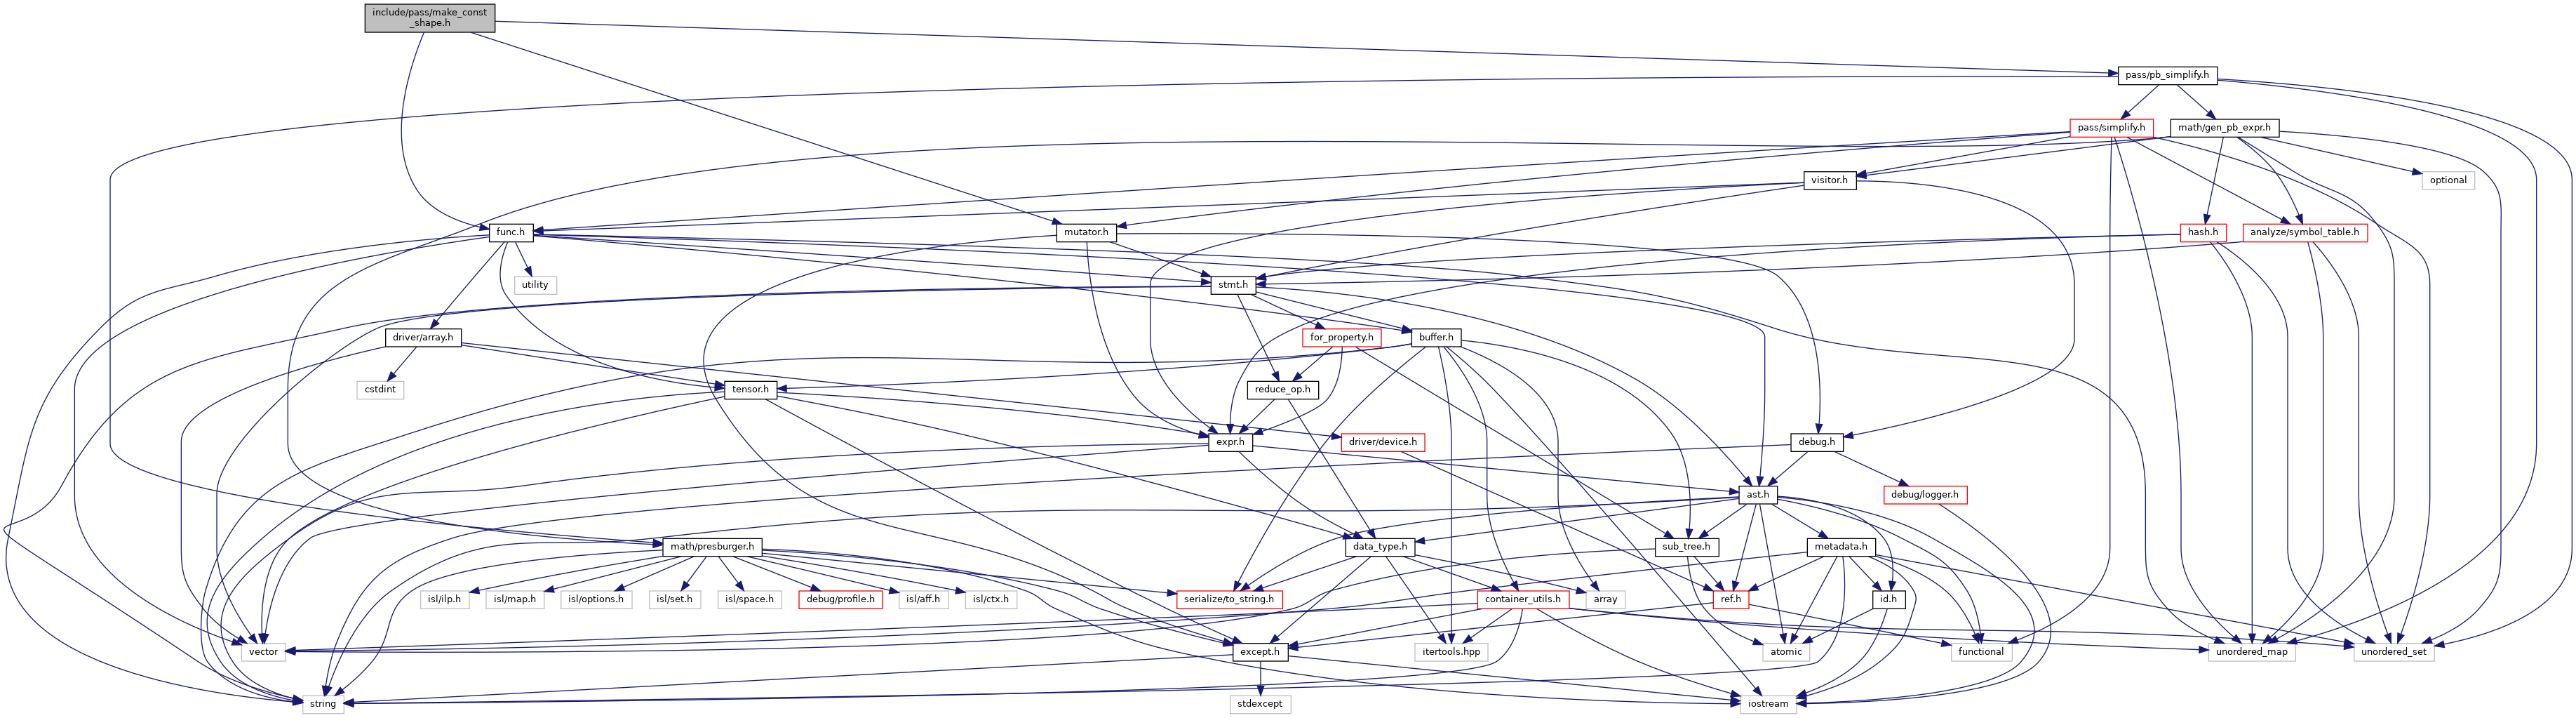 include/pass/make_const
_shape.h
pass/pb_simplify.h
pass/simplify.h
math/gen_pb_expr.h
visitor.h
optional
func.h
mutator.h
hash.h
analyze/symbol_table.h
utility
stmt.h
driver/array.h
for_property.h
buffer.h
cstdint
tensor.h
reduce_op.h
expr.h
driver/device.h
debug.h
ast.h
debug/logger.h
math/presburger.h
data_type.h
sub_tree.h
metadata.h
isl/ilp.h
isl/map.h
isl/options.h
isl/set.h
isl/space.h
debug/profile.h
isl/aff.h
isl/ctx.h
serialize/to_string.h
container_utils.h
array
ref.h
id.h
vector
except.h
itertools.hpp
atomic
functional
unordered_map
unordered_set
string
stdexcept
iostream